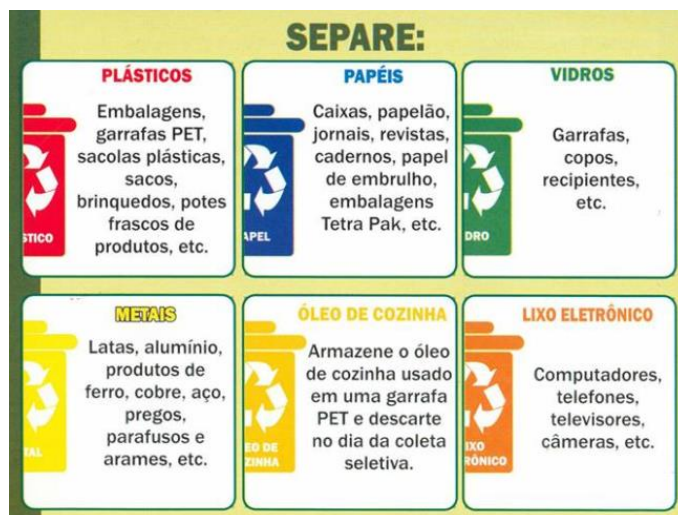 SEPARE:
PLÁSTICOS
Embalagens,
garrafas PET,
sacolas plásticas,
sacos,
brinquedos, potes
frascos de
produtos, etc.
STICO
PAPÉIS
Caixas, papelão,
jornais, revistas,
cadernos, papel
de embrulho,
embalagens
Tetra Pak, etc.
APEL
VIDROS
Garrafas,
copos,
recipientes,
etc.
DRO
METAIS
Latas, alumínio,
produtos de
ferro, cobre, aço,
pregos,
parafusos e
arames, etc.
TAL
ÓLEO DE COZINHA
Armazene o óleo
de cozinha usado
em uma garrafa
PET e descarte
no dia da coleta
seletiva.
EO DE
ZINHA
LIXO ELETRÔNICO
Computadores,
telefones,
televisores,
câmeras, etc.
IXO
RÔNICO